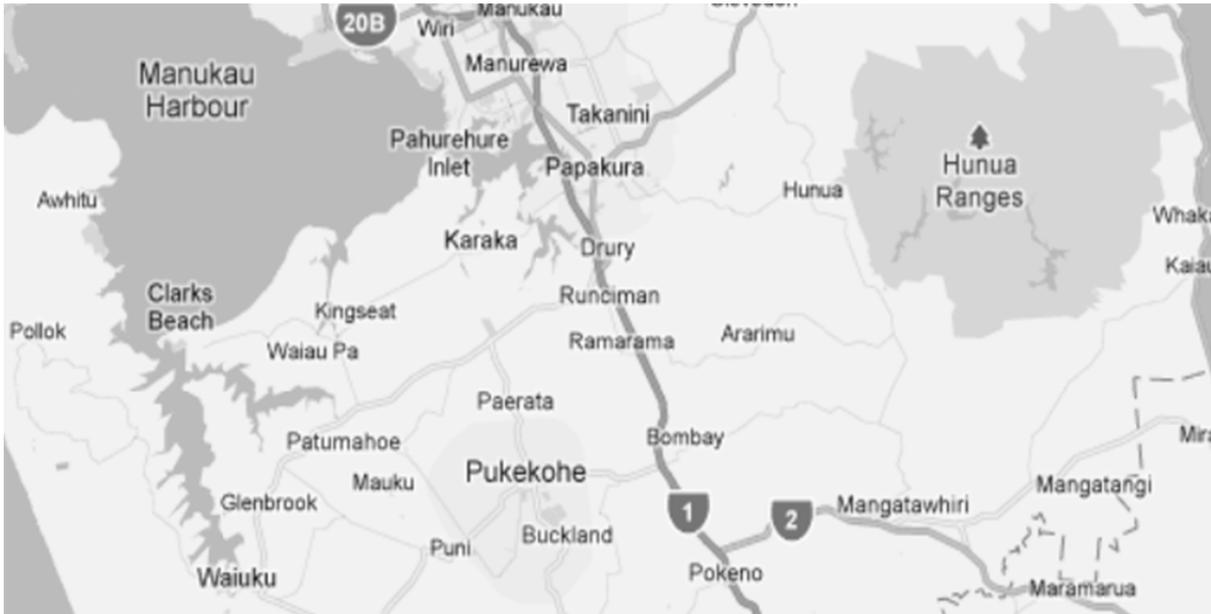 Manukau
20B
Wiri
Manukau
Harbour
Manurewa
Takanini
Pahurehure
Inlet
Papakura
Hunua
Ranges
Hunua
Awhitu
Karaka
Drury
Clarks
Beach
Runciman
Kingseat
Pollok
Ramarama
Ararimu
Waiau Pa
Paerata
Patumahoe
Bombay
Pukekohe
Mauku
Mangatangi
Glenbrook
1
2
Mangatawhiri
Buckland
Puni
Pokeno
Waiuku
Maramarua